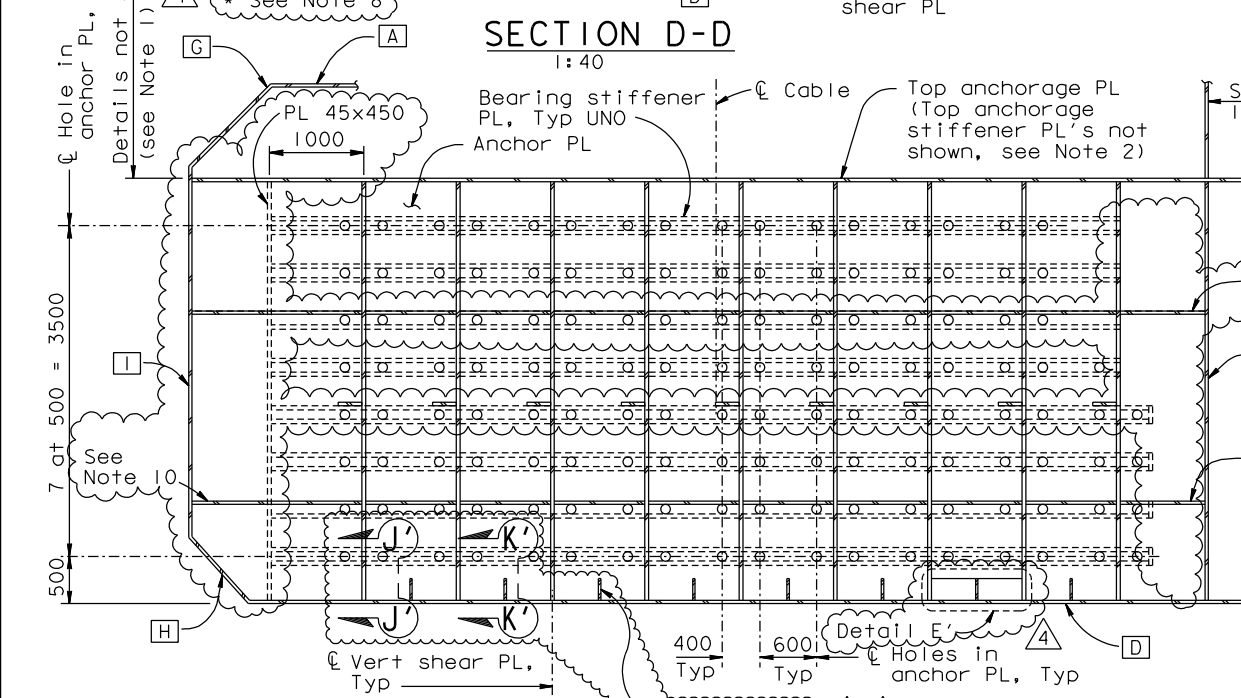 * See Note 6
shear PL
SECTION D-D
1:40
℄ Hole in
anchor PL,
Details not
(see Note 1)
G
A
PL 45x450
1000
Bearing stiffener
PL, Typ UNO
Anchor PL
℄ Cable
Top anchorage PL
(Top anchorage
stiffener PL's not
shown, see Note 2)
7 at 500 = 3500
500
I
See
Note 10
J'
K'
J'
K'
H
℄ Vert shear PL,
Typ
400
Typ
600
Typ
Detail E'
4
D
℄ Holes in
anchor PL, Typ